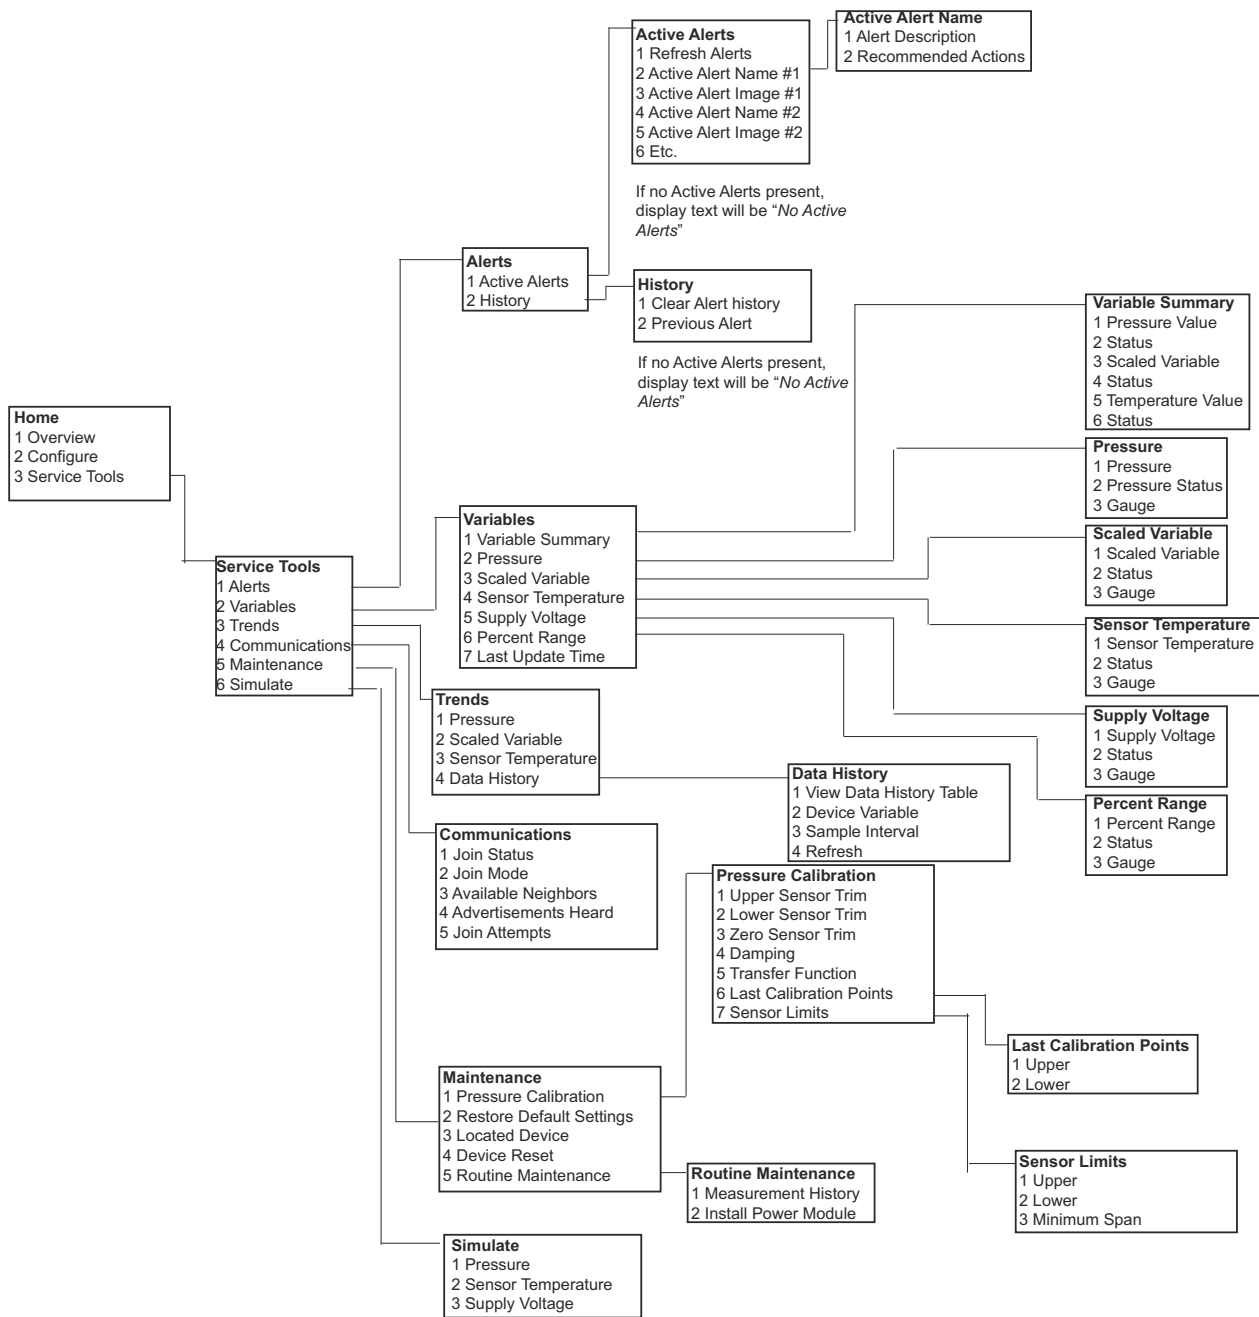 Active Alert Name
1 Alert Description
2 Recommended Actions
Active Alerts
1 Refresh Alerts
2 Active Alert Name #1
3 Active Alert Image #1
4 Active Alert Name #2
5 Active Alert Image #2
6 Etc.
If no Active Alerts present,
display text will be “No Active
Alerts”
Alerts
1 Active Alerts
2 History
History
1 Clear Alert history
2 Previous Alert
If no Active Alerts present,
display text will be “No Active
Alerts”
Variable Summary
1 Pressure Value
2 Status
3 Scaled Variable
4 Status
5 Temperature Value
6 Status
Home
1 Overview
2 Configure
3 Service Tools
Pressure
1 Pressure
2 Pressure Status
3 Gauge
Variables
1 Variable Summary
2 Pressure
3 Scaled Variable
4 Sensor Temperature
5 Supply Voltage
6 Percent Range
7 Last Update Time
Scaled Variable
1 Scaled Variable
2 Status
3 Gauge
Service Tools
1 Alerts
2 Variables
3 Trends
4 Communications
5 Maintenance
6 Simulate
Sensor Temperature
1 Sensor Temperature
2 Status
3 Gauge
Trends
1 Pressure
2 Scaled Variable
3 Sensor Temperature
4 Data History
Supply Voltage
1 Supply Voltage
2 Status
3 Gauge
Data History
1 View Data History Table
2 Device Variable
3 Sample Interval
4 Refresh
Percent Range
1 Percent Range
2 Status
3 Gauge
Communications
1 Join Status
2 Join Mode
3 Available Neighbors
4 Advertisements Heard
5 Join Attempts
Pressure Calibration
1 Upper Sensor Trim
2 Lower Sensor Trim
3 Zero Sensor Trim
4 Damping
5 Transfer Function
6 Last Calibration Points
7 Sensor Limits
Last Calibration Points
1 Upper
2 Lower
Maintenance
1 Pressure Calibration
2 Restore Default Settings
3 Located Device
4 Device Reset
5 Routine Maintenance
Sensor Limits
1 Upper
2 Lower
3 Minimum Span
Routine Maintenance
1 Measurement History
2 Install Power Module
Simulate
1 Pressure
2 Sensor Temperature
3 Supply Voltage